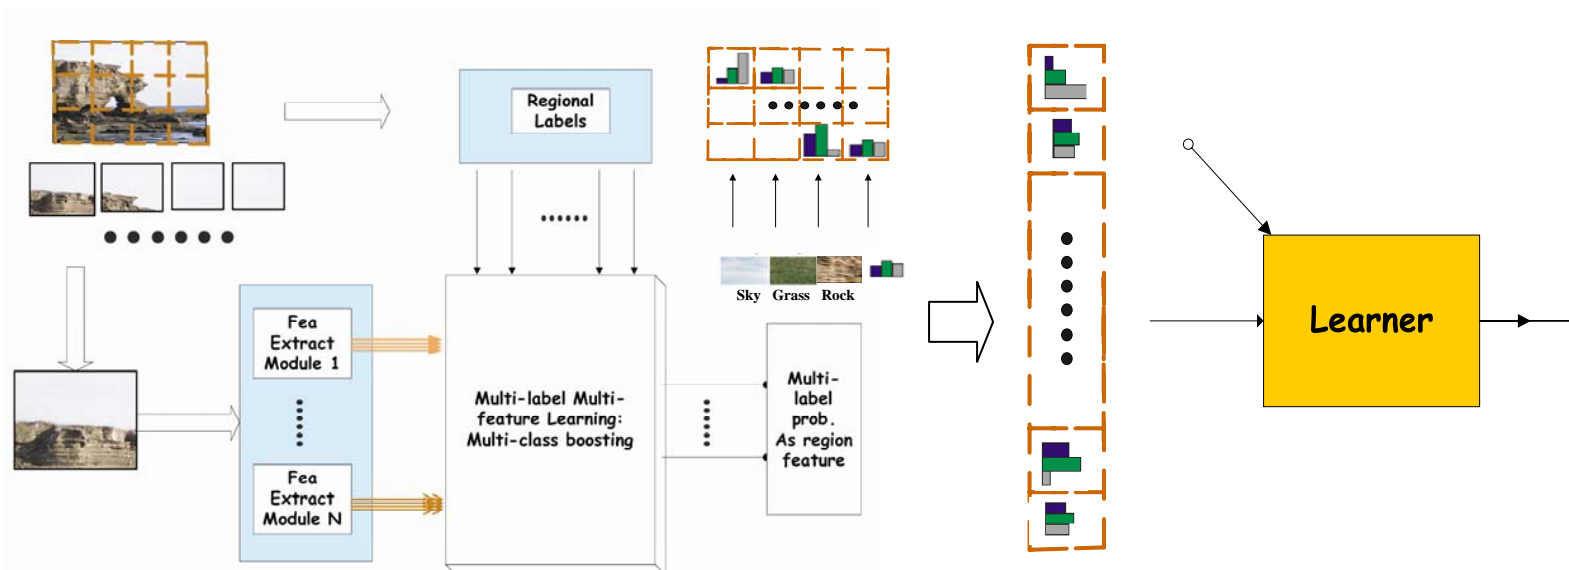 Regional
Labels
Sky Grass Rock
Fea
Extract
Module 1
Fea
Extract
Module N
Multi-label Multi-
feature Learning:
Multi-class boosting
Multi-
label
prob.
As region
feature
Learner